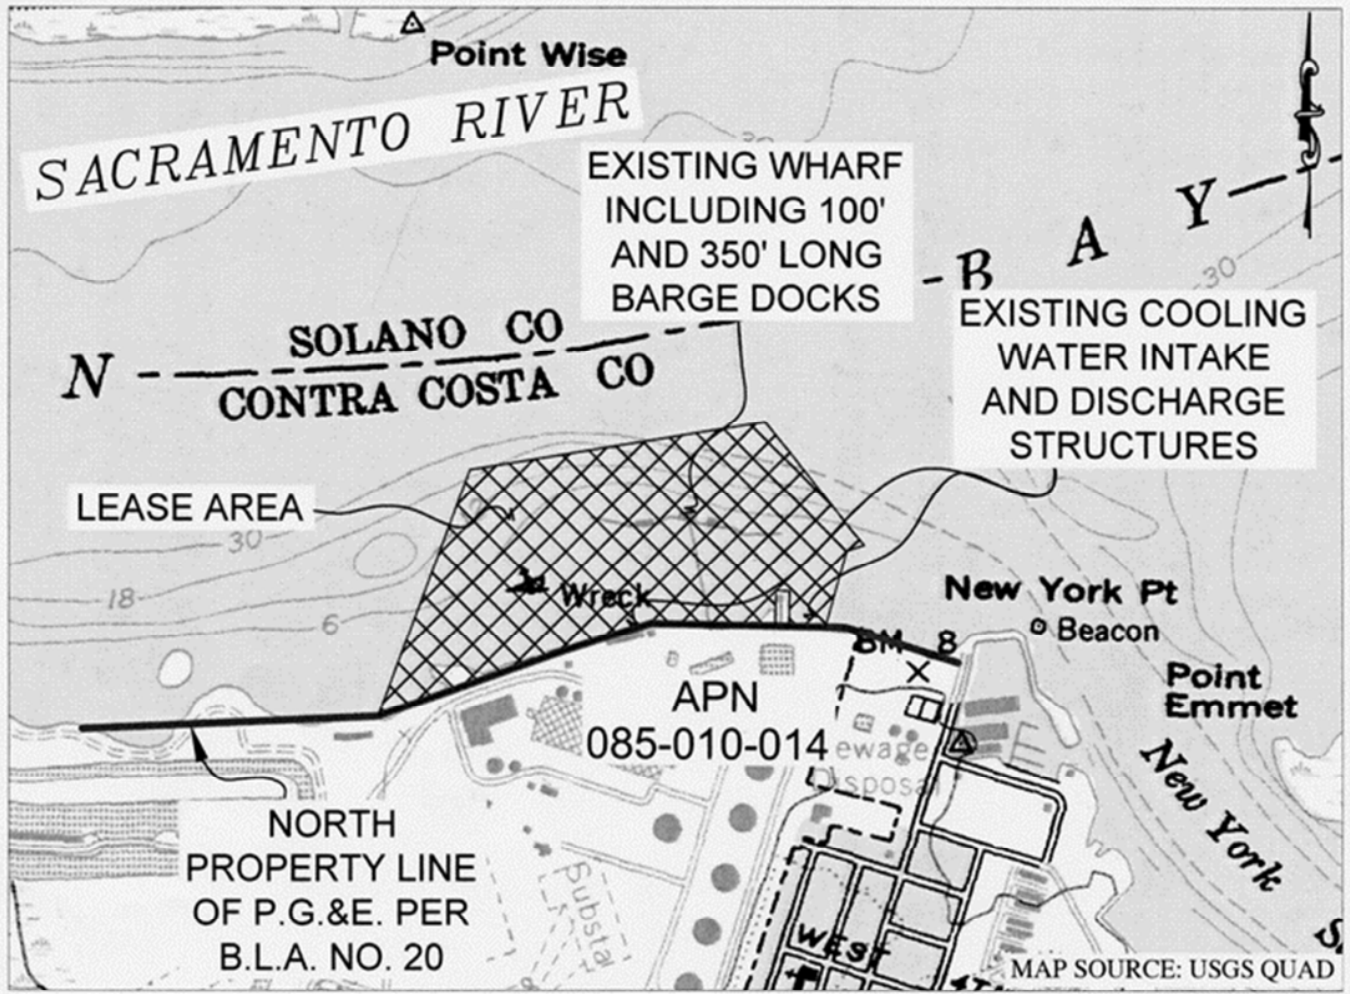 Point Wise
SACRAMENTO RIVER
EXISTING WHARF
INCLUDING 100'
AND 350' LONG
BARGE DOCKS
B A Y
30
EXISTING COOLING
WATER INTAKE
AND DISCHARGE
STRUCTURES
SOLANO CO
N
CONTRA COSTA CO
LEASE AREA
30
18
6
Wreck
New York Pt
Beacon
BM 8
Point
Emmet
APN
085-010-014
ewage
Disposal
New York
NORTH
PROPERTY LINE
OF P.G.&E. PER
B.L.A. NO. 20
Substa
WEST
MAP SOURCE: USGS QUAD